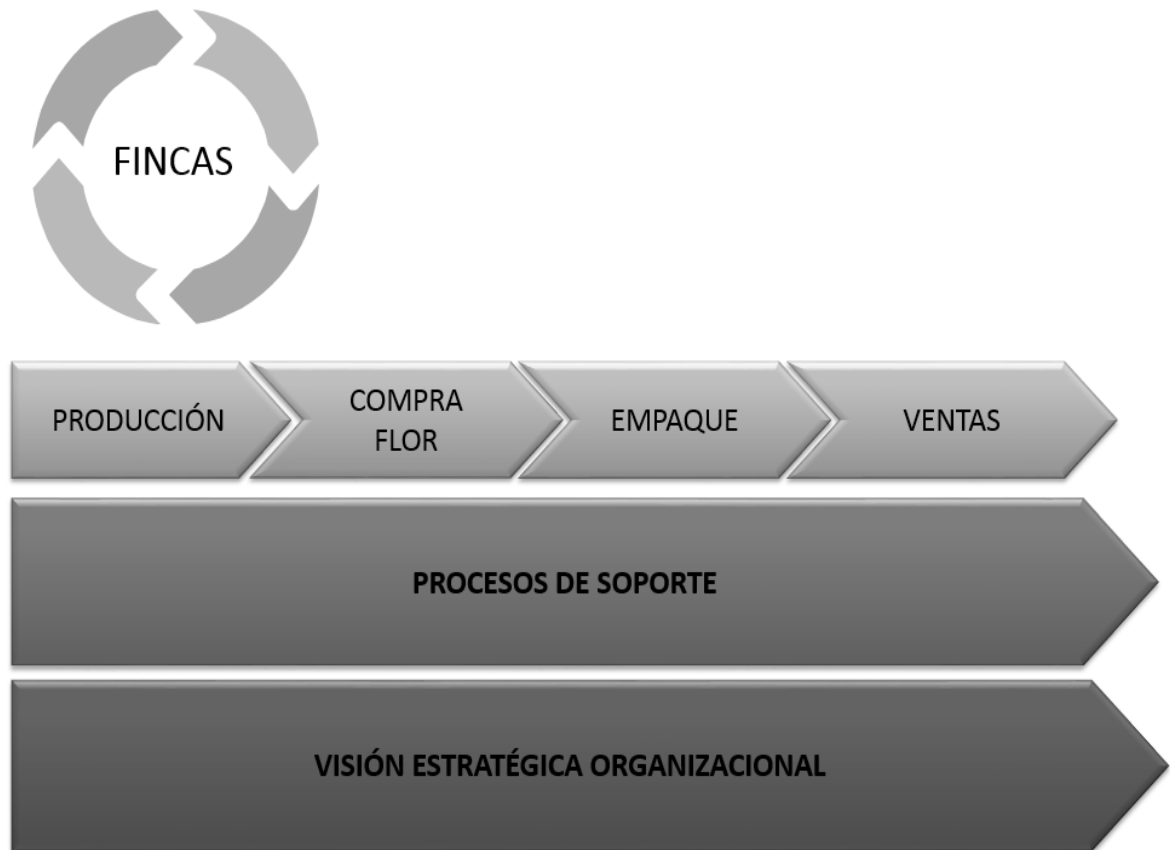 FINCAS
PRODUCCIÓN
COMPRA
FLOR
EMPAQUE
VENTAS
PROCESOS DE SOPORTE
VISIÓN ESTRATÉGICA ORGANIZACIONAL